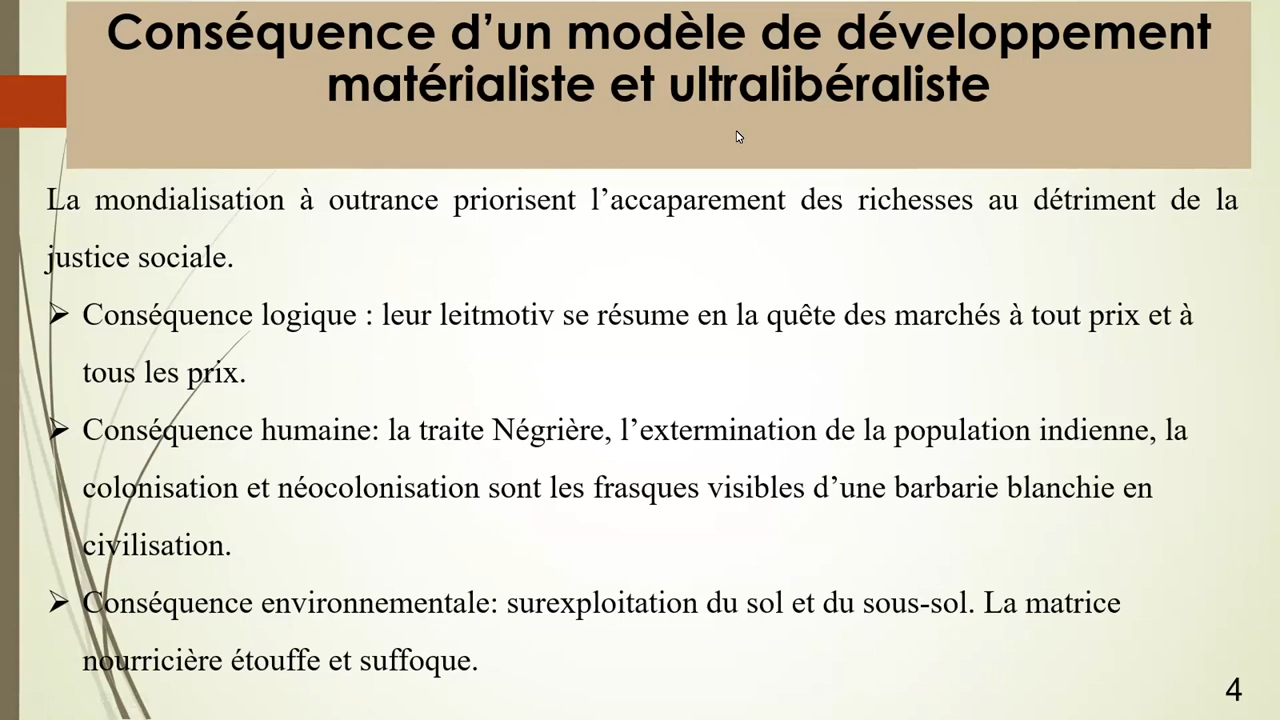 Conséquence d’un modèle de développement
matérialiste et ultralibéraliste
La mondialisation à outrance priorisent l’accaparement des richesses au détriment de la
justice sociale.
➢ Conséquence logique : leur leitmotiv se résume en la quête des marchés à tout prix et à
tous les prix.
➢ Conséquence humaine: la traite Négrière, l’extermination de la population indienne, la
colonisation et néocolonisation sont les frasques visibles d’une barbarie blanchie en
civilisation.
➢ Conséquence environnementale: surexploitation du sol et du sous-sol. La matrice
nourricière étouffe et suffoque.
4